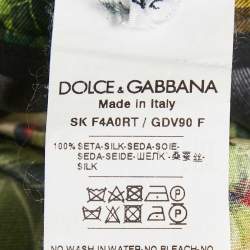 DOLCE & GABBANA
Made in Italy
SK F4A0RT / GDV90 F
100% SETA-SILK-SEDA-SOIE-
SEDA-SEIDE-ШЕЛК-桑蚕丝-
SILK
NO WASH IN WATER-NO BLEACH-NO